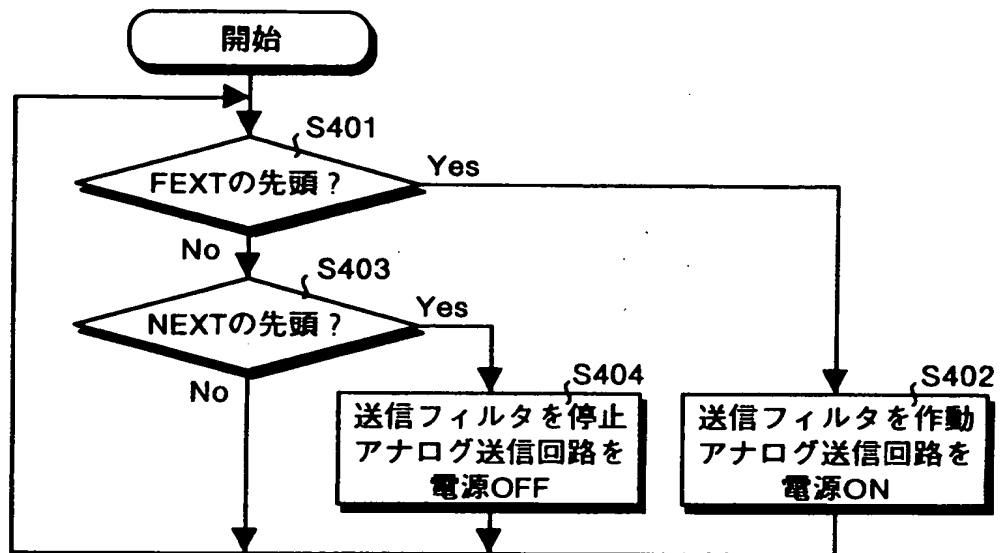 開始
S401
FEXTの先頭?
Yes
No
S403
NEXTの先頭?
Yes
No
S404
送信フィルタを停止
アナログ送信回路を
電源OFF
S402
送信フィルタを作動
アナログ送信回路を
電源ON